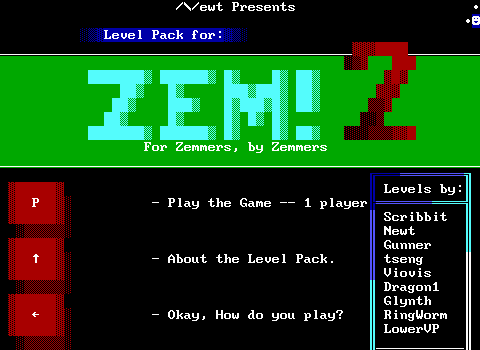 /\/ewt Presents
Level Pack for:
ZEM! 2
For Zemmers, by Zemmers
P - Play the Game -- 1 player
↑ - About the Level Pack.
← - Okay, How do you play?
Levels by:
Scribbit
Newt
Gunner
tseng
Viovis
Dragon1
Glynth
RingWorm
LowerVP